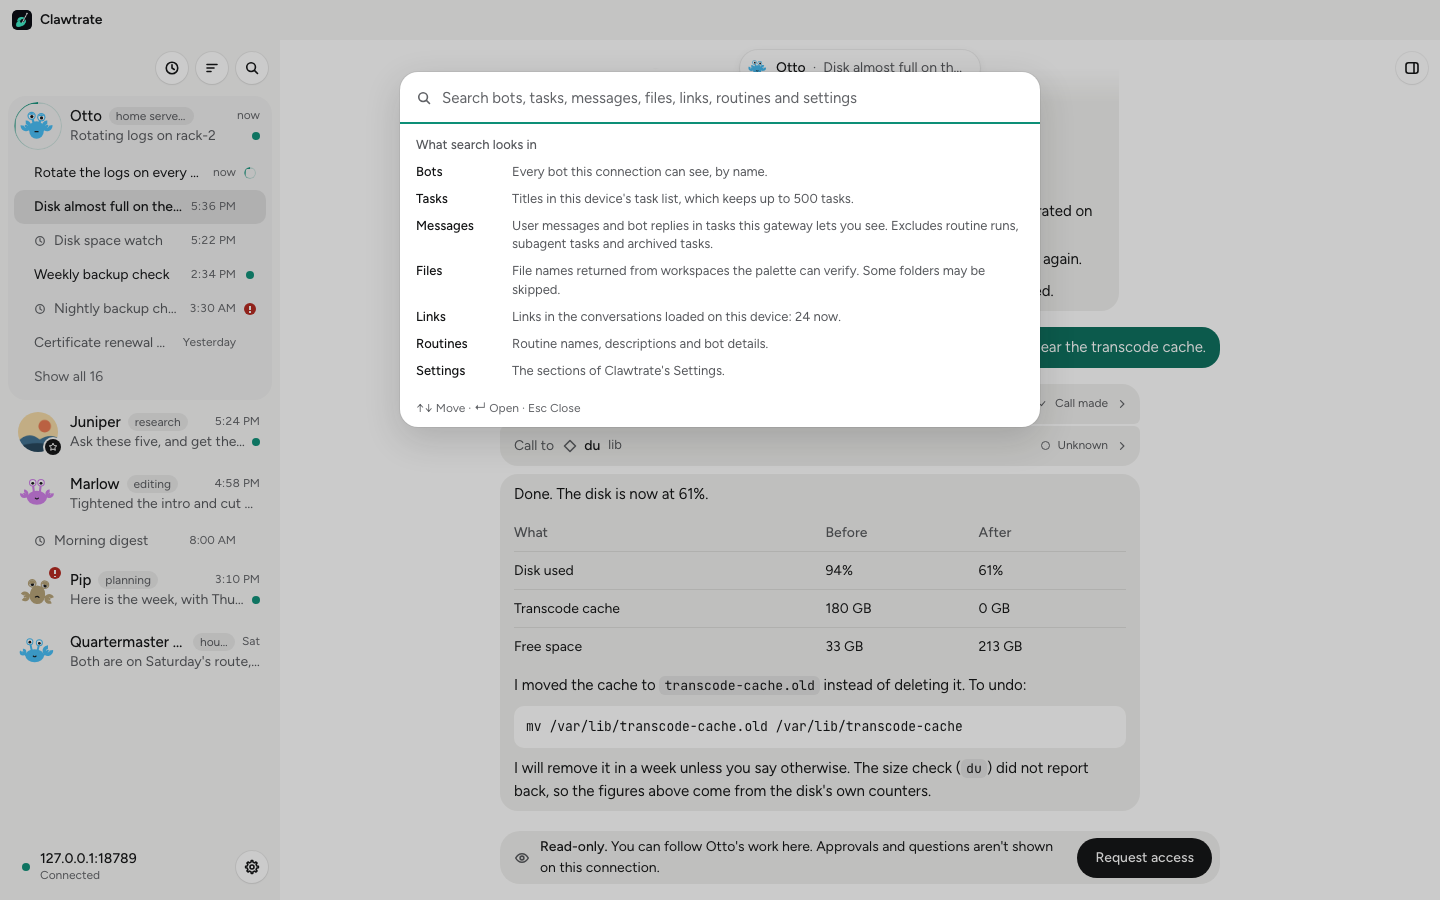 Clawtrate
Otto home serve... now
Rotating logs on rack-2
Rotate the logs on every ... now
Disk almost full on the... 5:36 PM
Disk space watch 5:22 PM
Weekly backup check 2:34 PM
Nightly backup ch... 3:30 AM
Certificate renewal ... Yesterday
Show all 16
Juniper research 5:24 PM
Ask these five, and get the...
Marlow editing 4:58 PM
Tightened the intro and cut ...
Morning digest 8:00 AM
Pip planning 3:10 PM
Here is the week, with Thu...
Quartermaster ... hou... Sat
Both are on Saturday's route,...
127.0.0.1:18789
Connected
Otto · Disk almost full on th...
Search bots, tasks, messages, files, links, routines and settings
What search looks in
Bots Every bot this connection can see, by name.
Tasks Titles in this device's task list, which keeps up to 500 tasks.
Messages User messages and bot replies in tasks this gateway lets you see. Excludes routine runs,
subagent tasks and archived tasks.
Files File names returned from workspaces the palette can verify. Some folders may be
skipped.
Links Links in the conversations loaded on this device: 24 now.
Routines Routine names, descriptions and bot details.
Settings The sections of Clawtrate's Settings.
↑↓ Move · ↵ Open · Esc Close
again.
the transcode cache.
Call made
Call to du lib Unknown
Done. The disk is now at 61%.
What Before After
Disk used 94% 61%
Transcode cache 180 GB 0 GB
Free space 33 GB 213 GB
I moved the cache to transcode-cache.old instead of deleting it. To undo:
mv /var/lib/transcode-cache.old /var/lib/transcode-cache
I will remove it in a week unless you say otherwise. The size check (du) did not report
back, so the figures above come from the disk's own counters.
Read-only. You can follow Otto's work here. Approvals and questions aren't shown
on this connection.
Request access